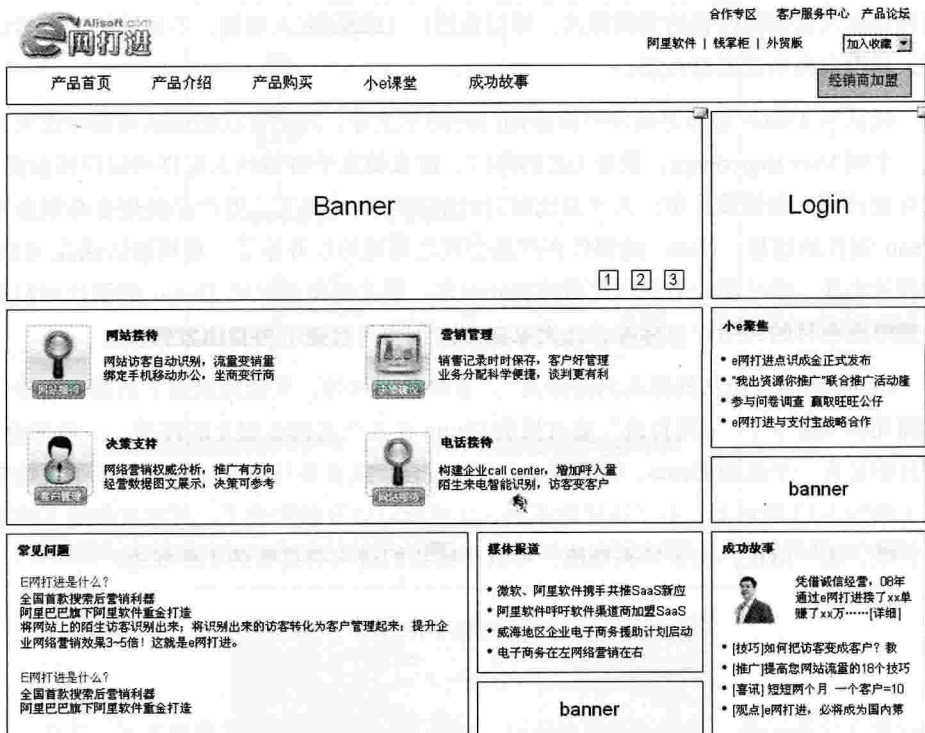 Alisoft.com
e网打进
合作专区 客户服务中心 产品论坛
阿里软件 | 钱掌柜 | 外贸版 加入收藏
产品首页 产品介绍 产品购买 小e课堂 成功故事 经销商加盟
Banner
1 2 3
Login
网站接待
网站访客自动识别，流量变销量
绑定手机移动办公，坐商变行商
网站接待
营销管理
销售记录时时保存，客户好管理
业务分配科学便捷，谈判更有利
决策支持
网络营销权威分析，推广有方向
经营数据图文展示，决策可参考
客户管理
电话接待
构建企业call center，增加呼入量
陌生来电智能识别，访客变客户
网站接待
小e聚焦
• e网打进点识成金正式发布
• “我出资源你推广”联合推广活动隆
• 参与问卷调查 赢取旺旺公仔
• e网打进与支付宝战略合作
banner
常见问题
E网打进是什么？
全国首款搜索后营销利器
阿里巴巴旗下阿里软件重金打造
将网站上的陌生访客识别出来；将识别出来的访客转化为客户管理起来；提升企
业网络营销效果3~5倍！这就是e网打进。
E网打进是什么？
全国首款搜索后营销利器
阿里巴巴旗下阿里软件重金打造
媒体报道
• 微软、阿里软件携手共推SaaS新应
• 阿里软件呼吁软件渠道商加盟SaaS
• 威海地区企业电子商务援助计划启动
• 电子商务在左网络营销在右
banner
成功故事
凭借诚信经营，08年
通过e网打进接了xx单
赚了xx万……[详细]
• [技巧]如何把访客变成客户？教
• [推广]提高您网站流量的18个技巧
• [喜讯] 短短两个月 一个客户=10
• [观点]e网打进，必将成为国内第